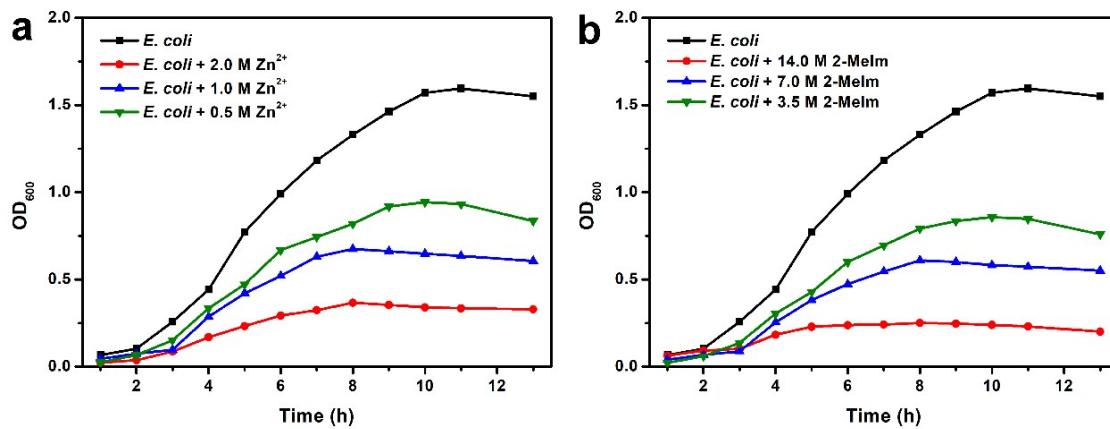 a
2.0
1.5
1.0
0.5
0.0
OD₆₀₀
E. coli
E. coli + 2.0 M Zn²⁺
E. coli + 1.0 M Zn²⁺
E. coli + 0.5 M Zn²⁺
2 4 6 8 10 12
Time (h)
b
2.0
1.5
1.0
0.5
0.0
OD₆₀₀
E. coli
E. coli + 14.0 M 2-MeIm
E. coli + 7.0 M 2-MeIm
E. coli + 3.5 M 2-MeIm
2 4 6 8 10 12
Time (h)